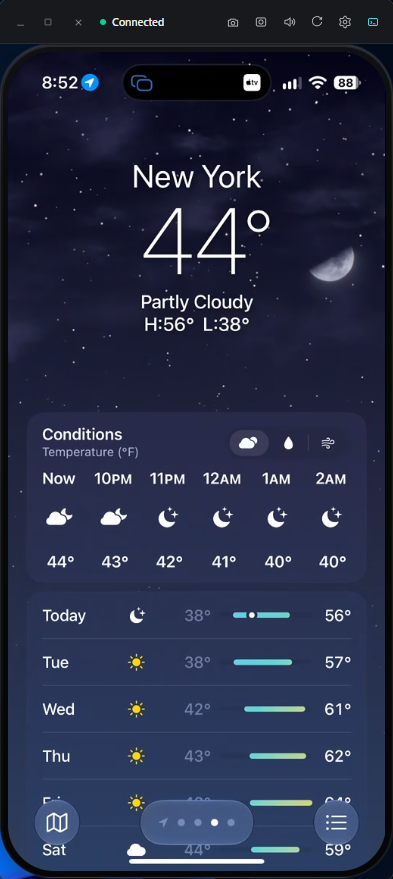 Connected
8:52
tv
88
New York
44°
Partly Cloudy
H:56° L:38°
Conditions
Temperature (°F)
Now 10PM 11PM 12AM 1AM 2AM
44° 43° 42° 41° 40° 40°
Today 38° 56°
Tue 38° 57°
Wed 42° 61°
Thu 43° 62°
Sat 44° 59°